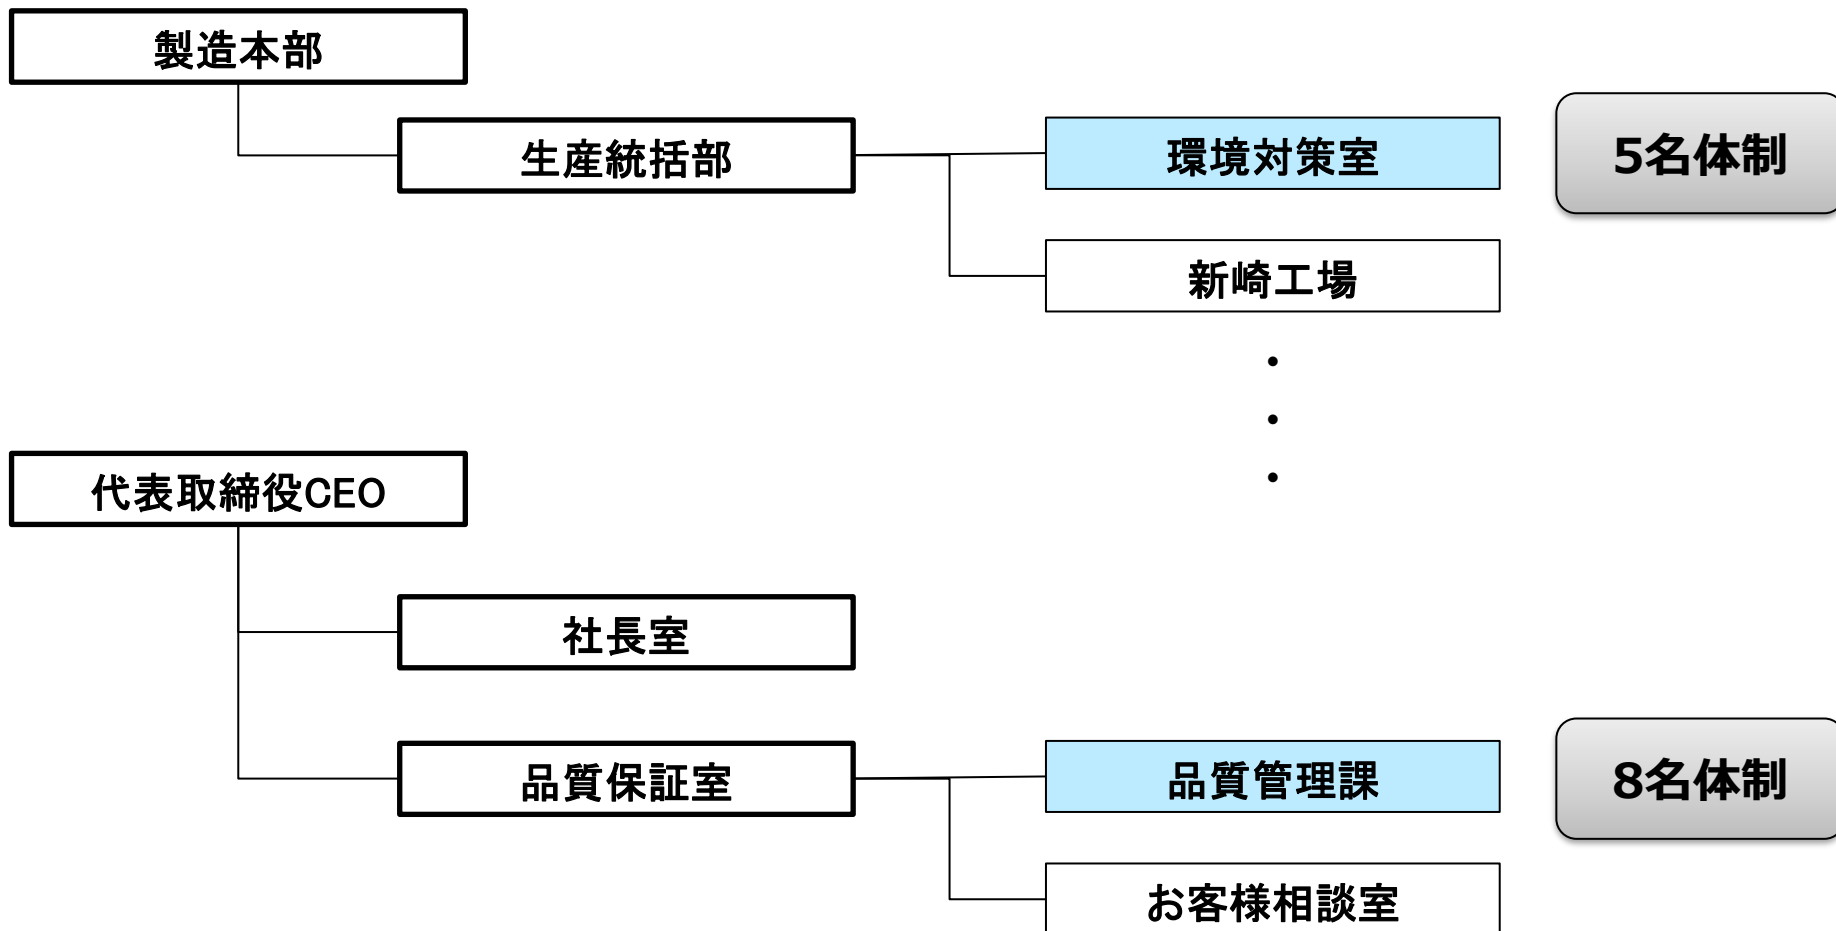 製造本部
生産統括部
環境対策室
5名体制
新崎工場
・
・
・
代表取締役CEO
社長室
品質保証室
品質管理課
8名体制
お客様相談室